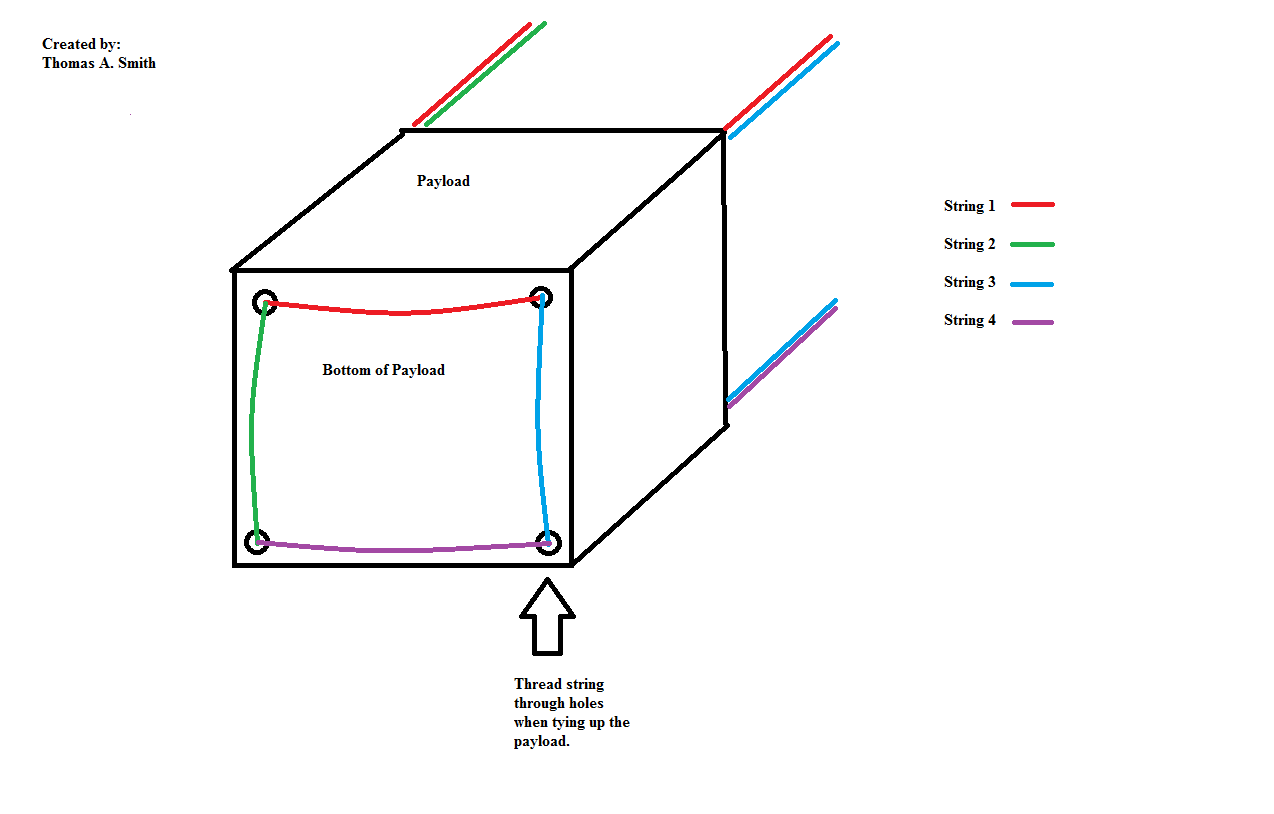 Created by:
Thomas A. Smith
Payload
String 1
String 2
String 3
String 4
Bottom of Payload
Thread string
through holes
when tying up the
payload.